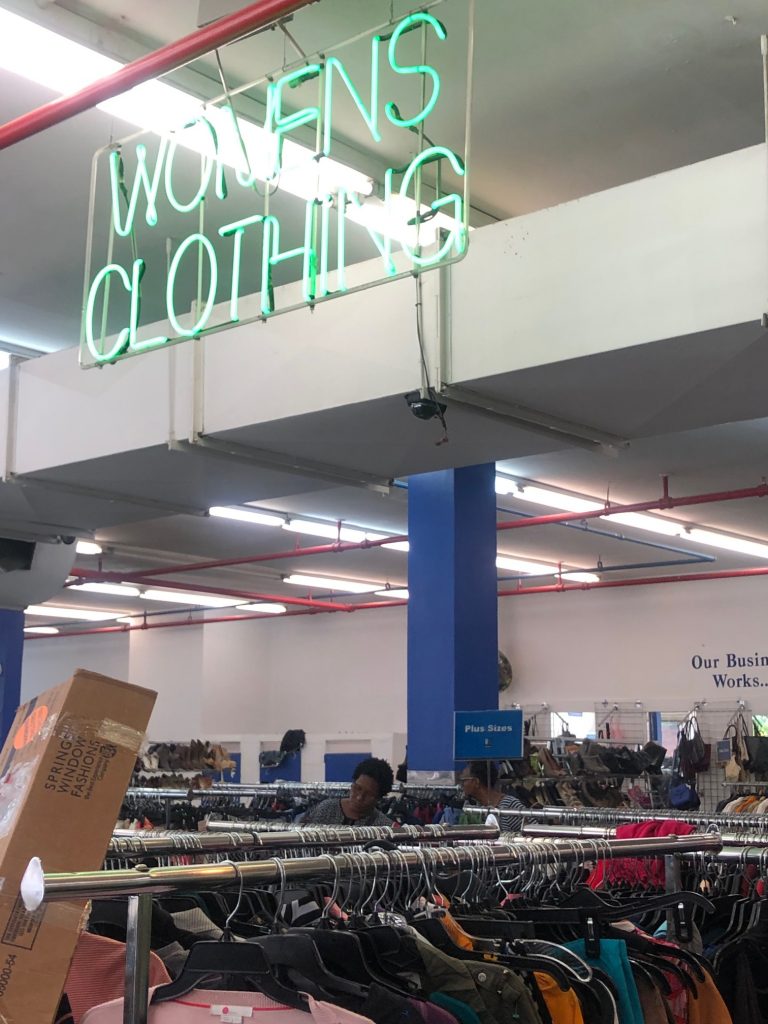 WOMENS
CLOTHING
Our Busin
Works..
Plus Sizes
SPRINGS
WINDOW
FASHIONS